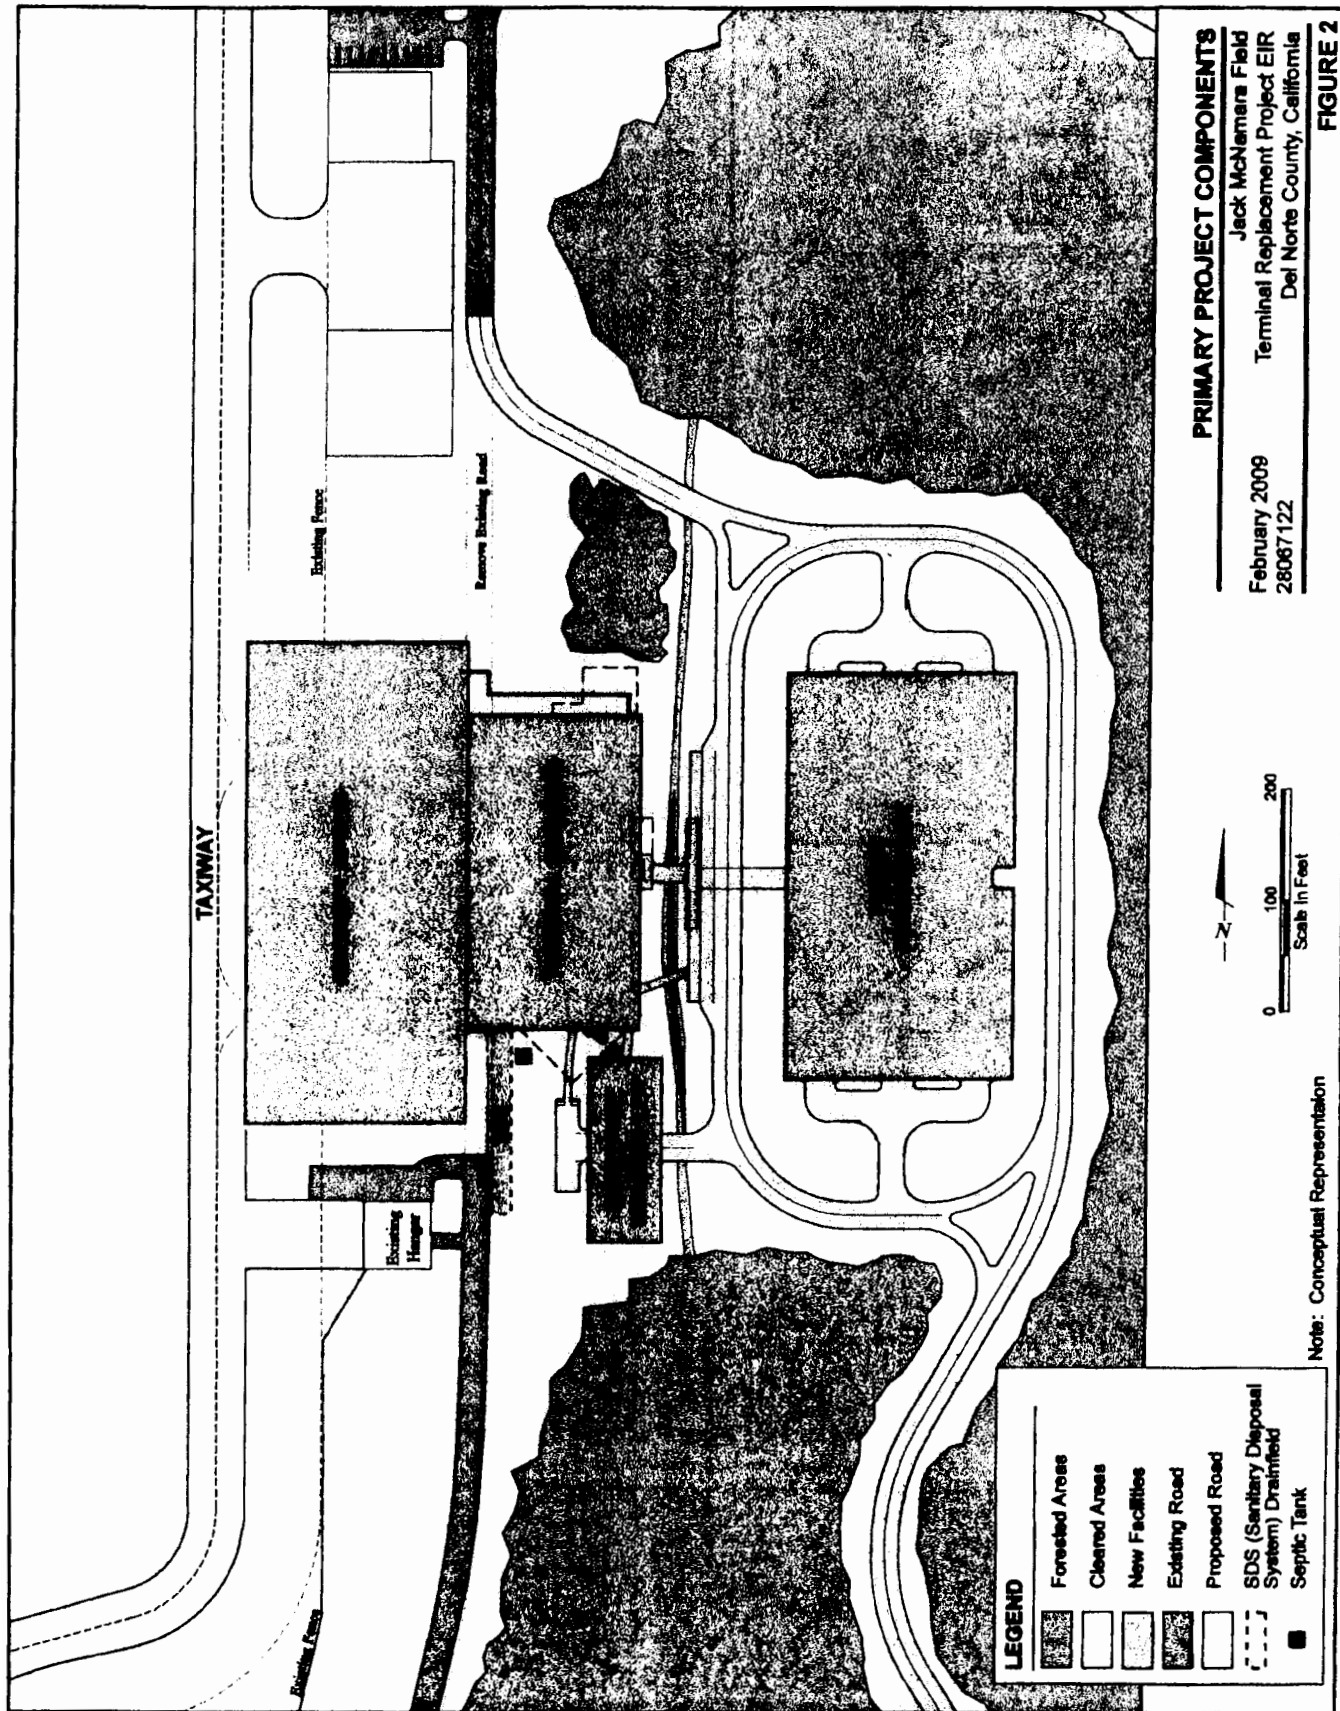 TAXIWAY
Existing Fence
Remove Existing Road
Existing
Hangar
Existing Fence
LEGEND
Forested Areas
Cleared Areas
New Facilities
Existing Road
Proposed Road
SDS (Sanitary Disposal
System) Drainfield
Septic Tank
Note: Conceptual Representation
N
0 100 200
Scale in Feet
PRIMARY PROJECT COMPONENTS
Jack McNamara Field
February 2009 Terminal Replacement Project EIR
28067122 Del Norte County, California
FIGURE 2